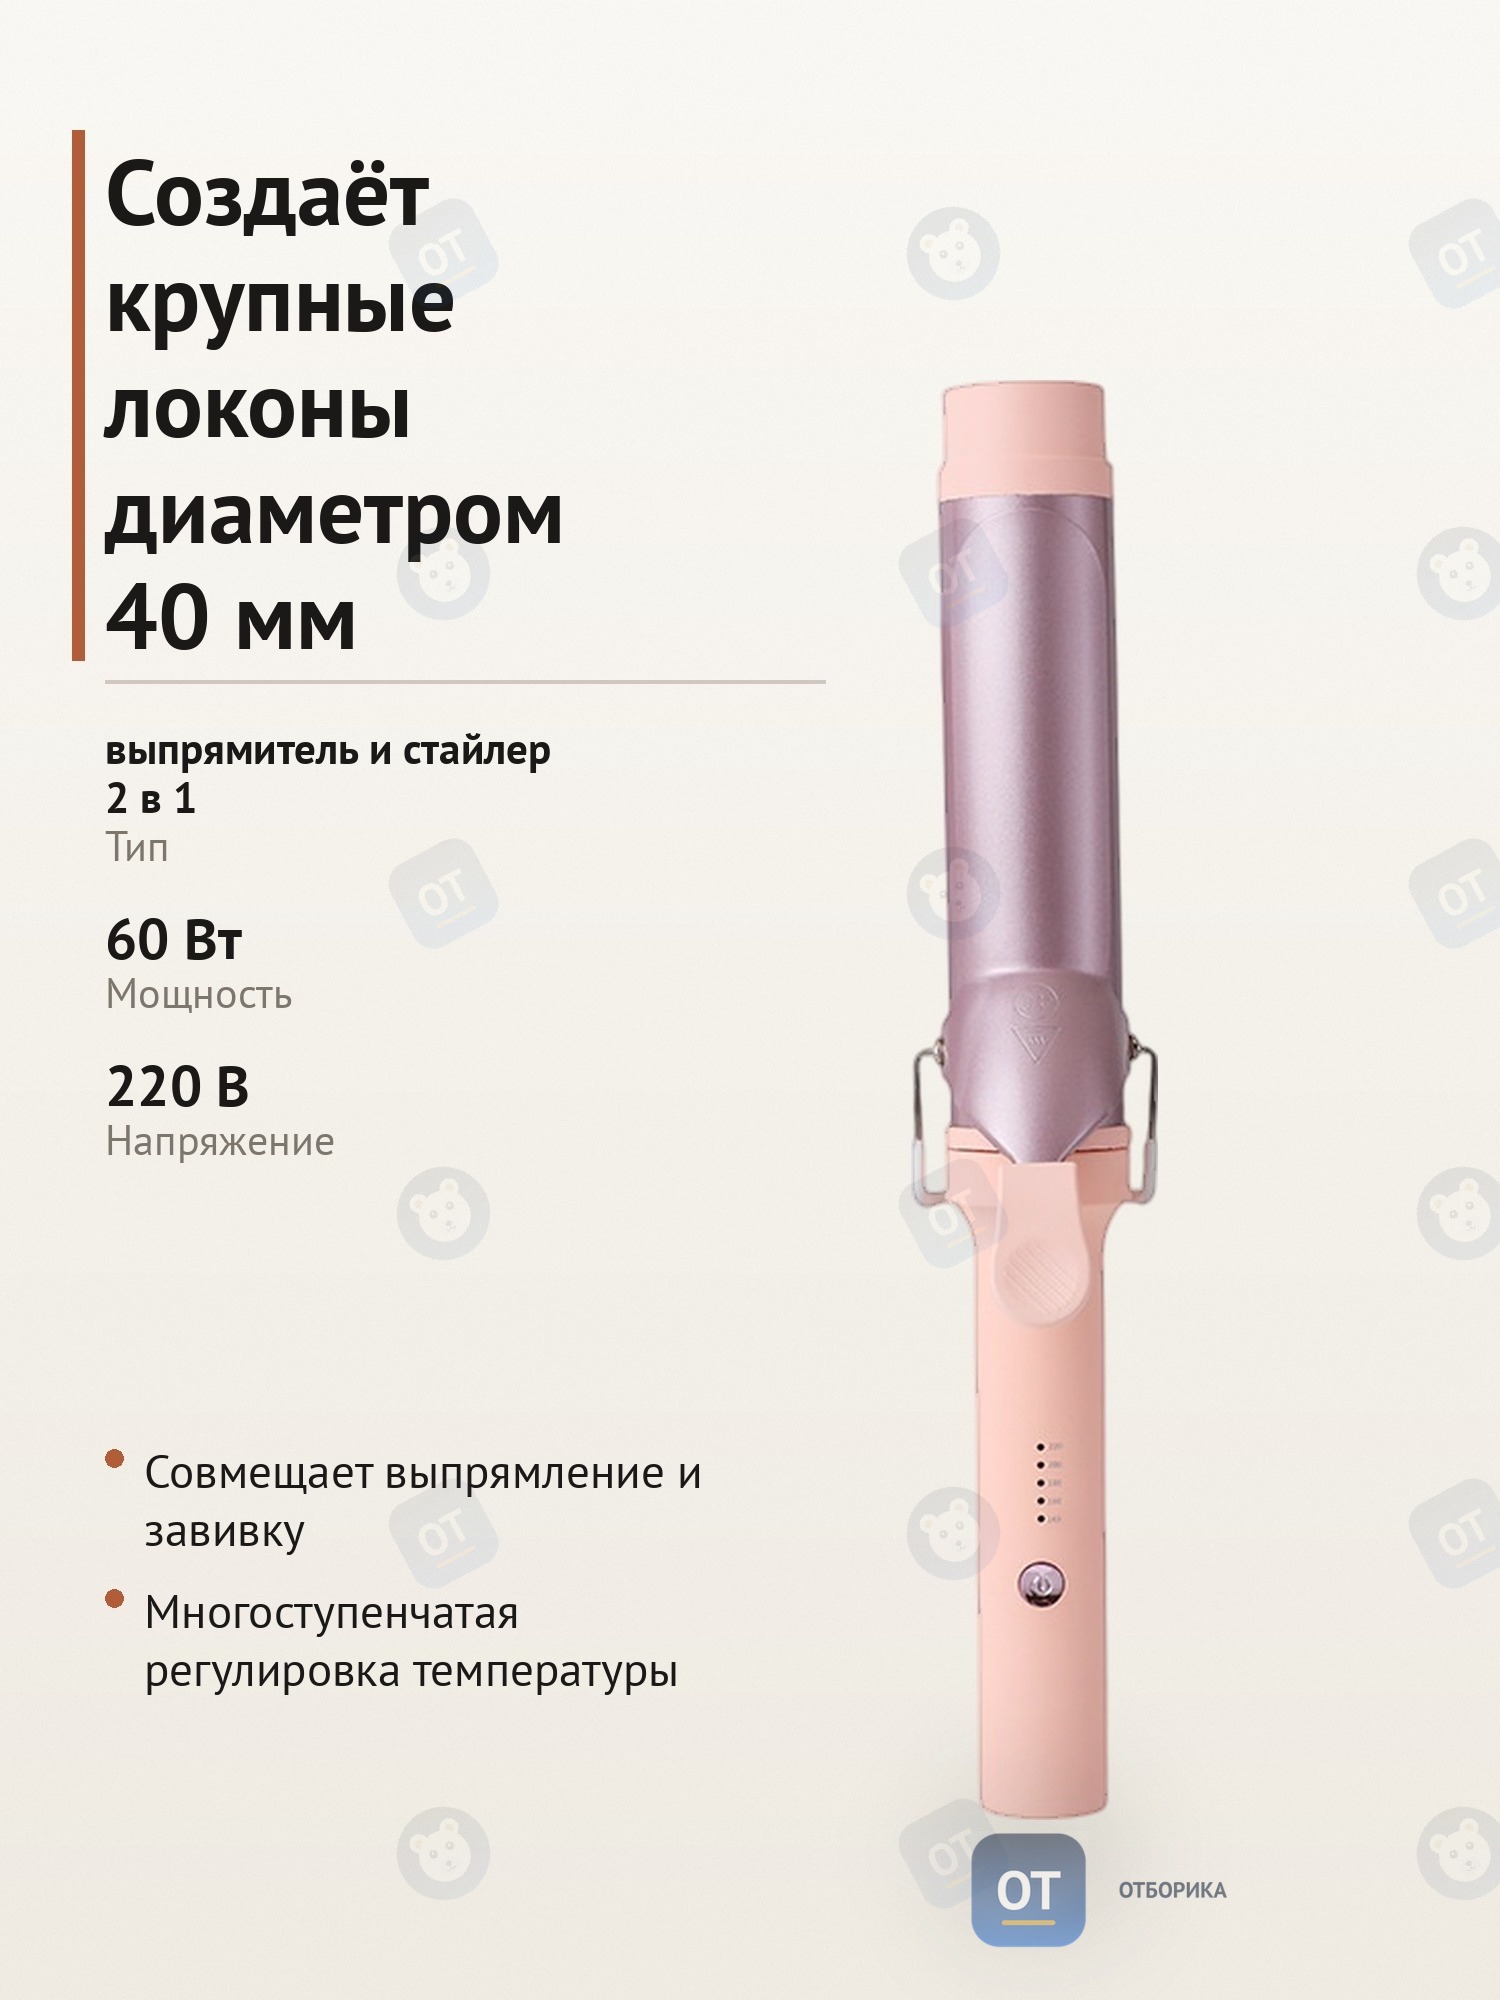 Создаёт
крупные
локоны
диаметром
40 мм
выпрямитель и стайлер
2 в 1
Тип
60 Вт
Мощность
220 В
Напряжение
Совмещает выпрямление и
завивку
Многоступенчатая
регулировка температуры
ОТ
ОТБОРИКА